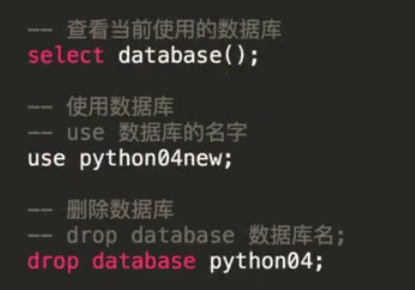 -- 查看当前使用的数据库
select database();
-- 使用数据库
-- use 数据库的名字
use python04new;
-- 删除数据库
-- drop database 数据库名;
drop database python04;